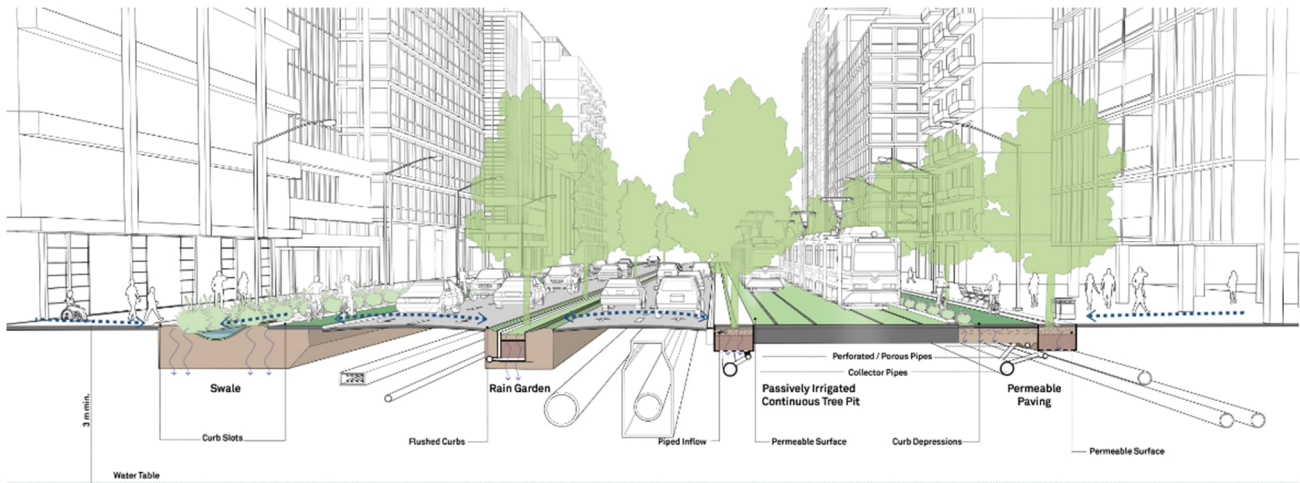 Perforated / Porous Pipes
Collector Pipes
Swale
Rain Garden
Passively Irrigated
Continuous Tree Pit
Permeable
Paving
3 m min.
Curb Slots
Flushed Curbs
Piped Inflow
Permeable Surface
Curb Depressions
Permeable Surface
Water Table